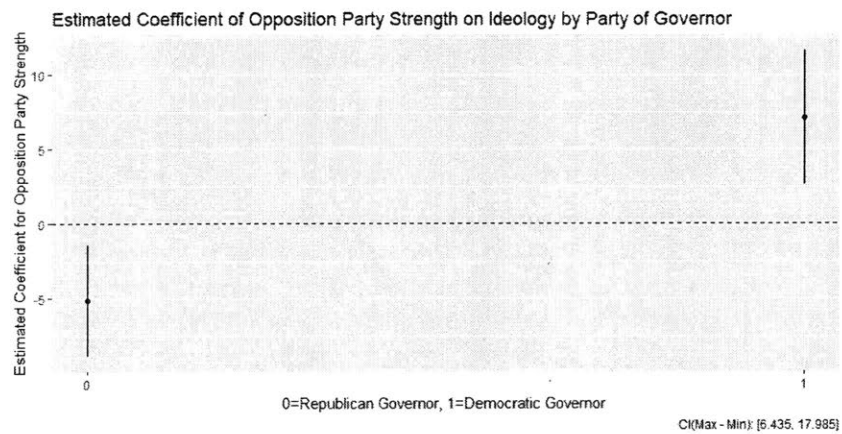 Estimated Coefficient of Opposition Party Strength on Ideology by Party of Governor
Estimated Coefficient for Opposition Party Strength
10
5
0
-5
0
1
0=Republican Governor, 1=Democratic Governor
CI(Max - Min): [6.435, 17.985]